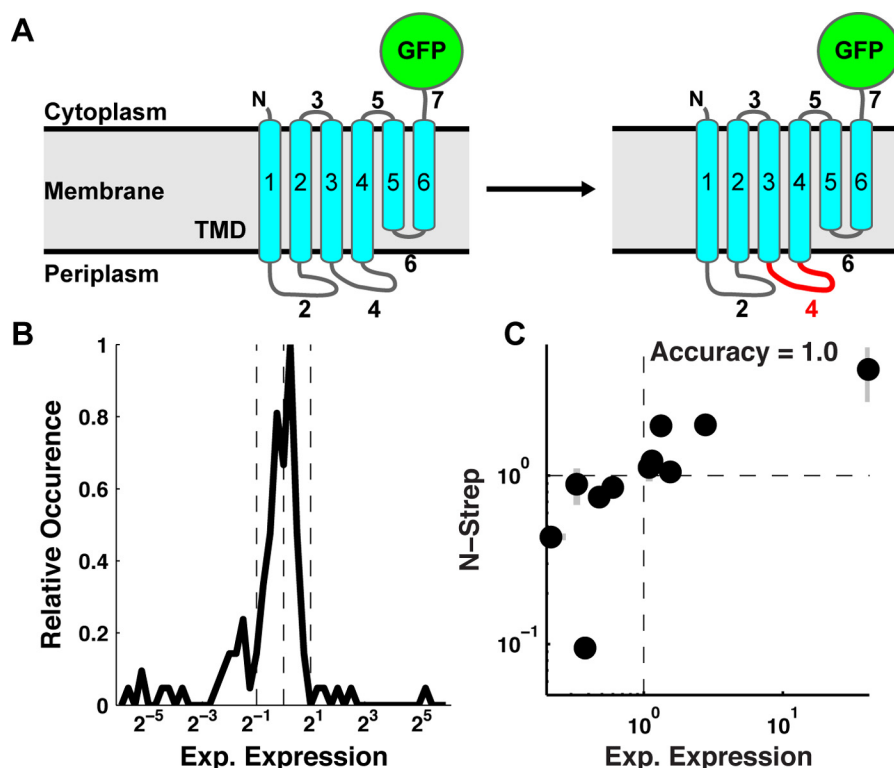 A
GFP
GFP
N 3 5 7
N 3 5 7
Cytoplasm
Membrane
1 2 3 4 5 6
1 2 3 4 5 6
TMD
Periplasm
2 4 6
2 4 6
B
Relative Occurence
1
0.8
0.6
0.4
0.2
0
2^-5 2^-3 2^-1 2^1 2^3 2^5
Exp. Expression
C
Accuracy = 1.0
N-Strep
10^0
10^-1
10^0 10^1
Exp. Expression